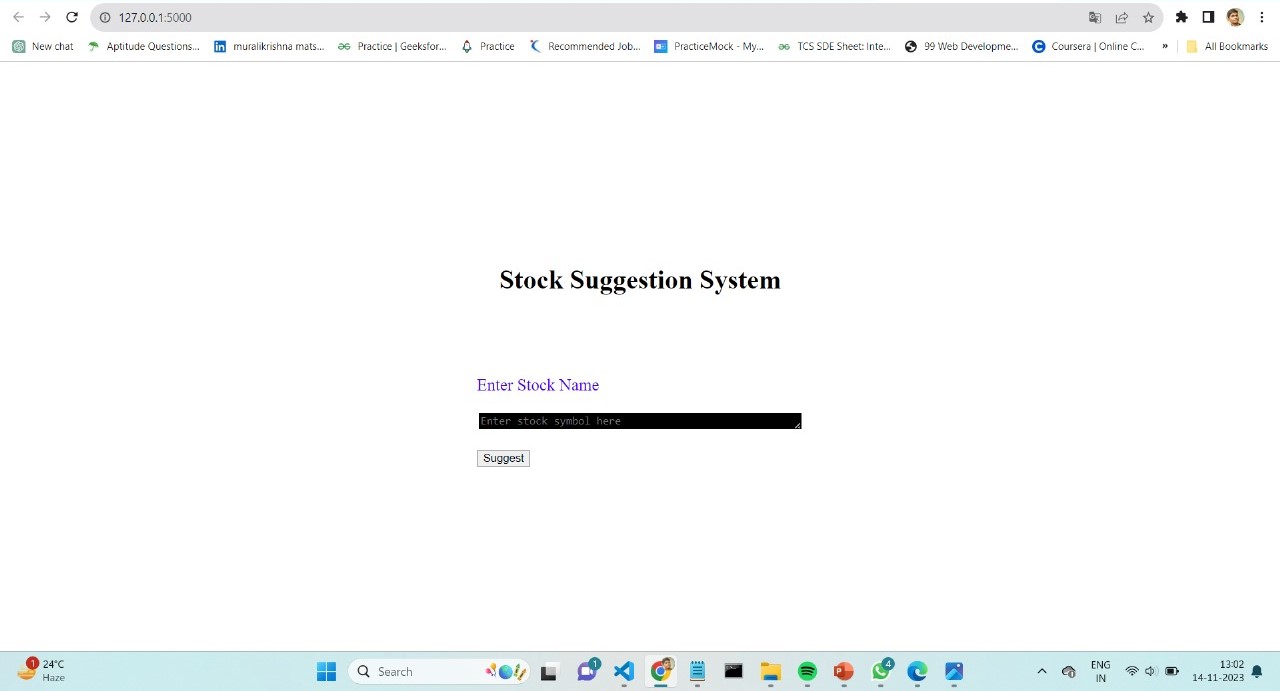 127.0.0.1:5000
New chat Aptitude Questions... muralikrishna mats... Practice | Geeksfor... Practice Recommended Job... PracticeMock - My... TCS SDE Sheet: Inte... 99 Web Developme... Coursera | Online C... » All Bookmarks
Stock Suggestion System
Enter Stock Name
Enter stock symbol here
Suggest
1 24°C
Haze
Search
1
4
ENG
IN
13:02
14-11-2023